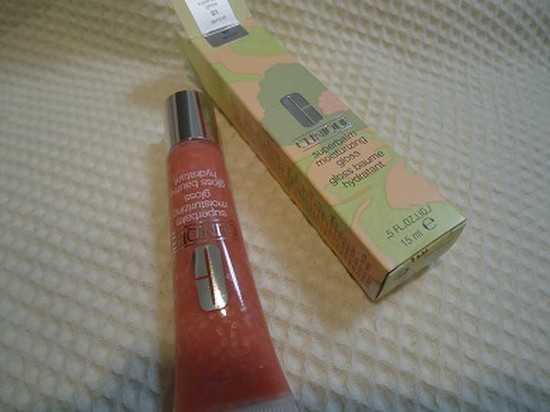 CLINIQUE
superbalm
moisturizing
gloss
gloss baume
hydratant
.5 FL.OZ.LIQ./
15 ml e
CLINIQUE
superbalm
moisturizing
gloss
gloss baume
hydratant
01